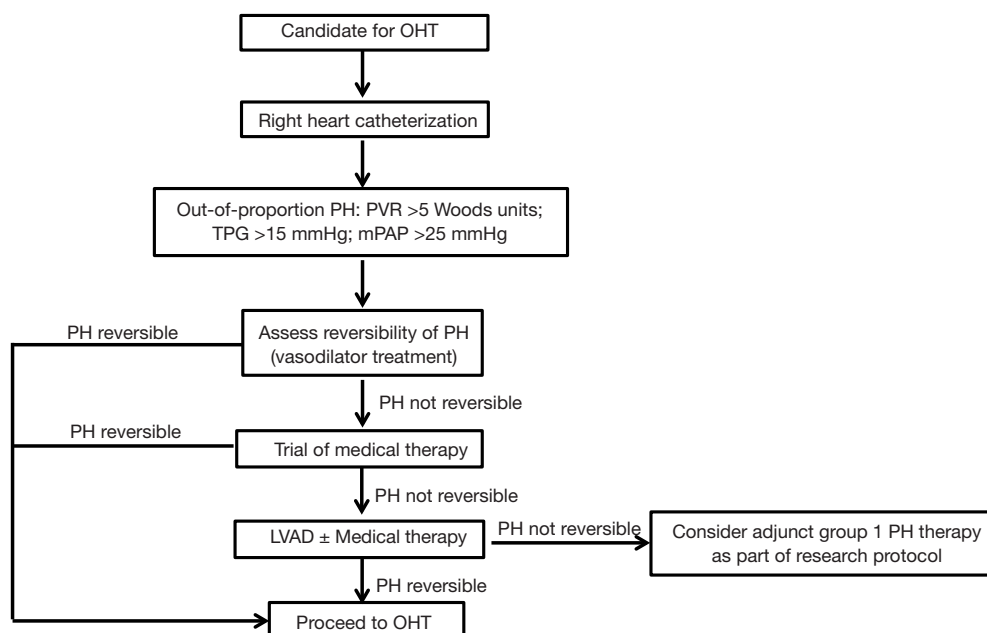 Candidate for OHT
Right heart catheterization
Out-of-proportion PH: PVR >5 Woods units;
TPG >15 mmHg; mPAP >25 mmHg
PH reversible
Assess reversibility of PH
(vasodilator treatment)
PH not reversible
PH reversible
Trial of medical therapy
PH not reversible
LVAD ± Medical therapy
PH not reversible
Consider adjunct group 1 PH therapy
as part of research protocol
PH reversible
Proceed to OHT